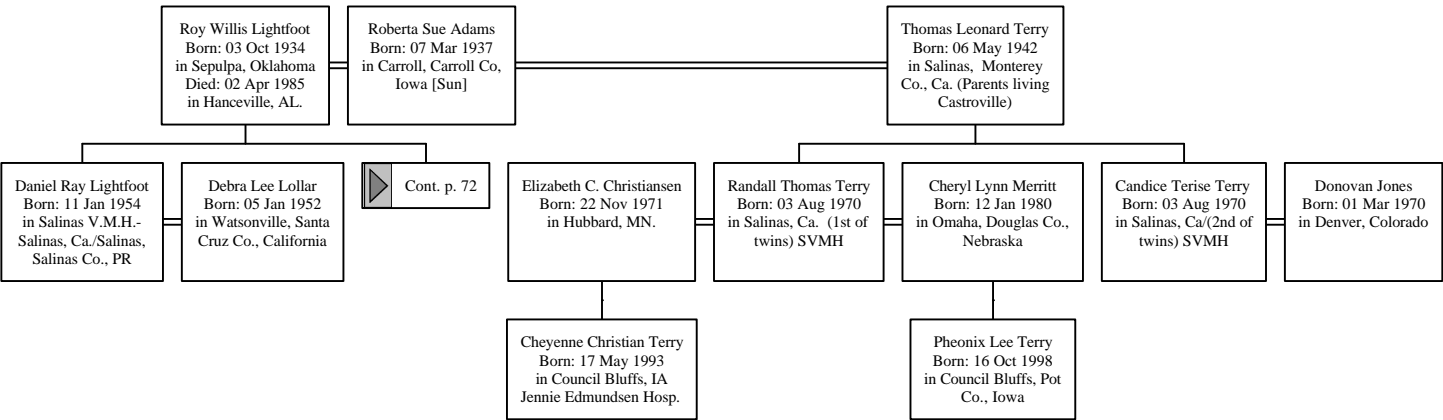 Roy Willis Lightfoot
Born: 03 Oct 1934
in Sepulpa, Oklahoma
Died: 02 Apr 1985
in Hanceville, AL.
Roberta Sue Adams
Born: 07 Mar 1937
in Carroll, Carroll Co,
Iowa [Sun]
Thomas Leonard Terry
Born: 06 May 1942
in Salinas, Monterey
Co., Ca. (Parents living
Castroville)
Daniel Ray Lightfoot
Born: 11 Jan 1954
in Salinas V.M.H.-
Salinas, Ca./Salinas,
Salinas Co., PR
Debra Lee Lollar
Born: 05 Jan 1952
in Watsonville, Santa
Cruz Co., California
Cont. p. 72
Elizabeth C. Christiansen
Born: 22 Nov 1971
in Hubbard, MN.
Randall Thomas Terry
Born: 03 Aug 1970
in Salinas, Ca. (1st of
twins) SVMH
Cheryl Lynn Merritt
Born: 12 Jan 1980
in Omaha, Douglas Co.,
Nebraska
Candice Terise Terry
Born: 03 Aug 1970
in Salinas, Ca/(2nd of
twins) SVMH
Donovan Jones
Born: 01 Mar 1970
in Denver, Colorado
Cheyenne Christian Terry
Born: 17 May 1993
in Council Bluffs, IA
Jennie Edmundsen Hosp.
Pheonix Lee Terry
Born: 16 Oct 1998
in Council Bluffs, Pot
Co., Iowa